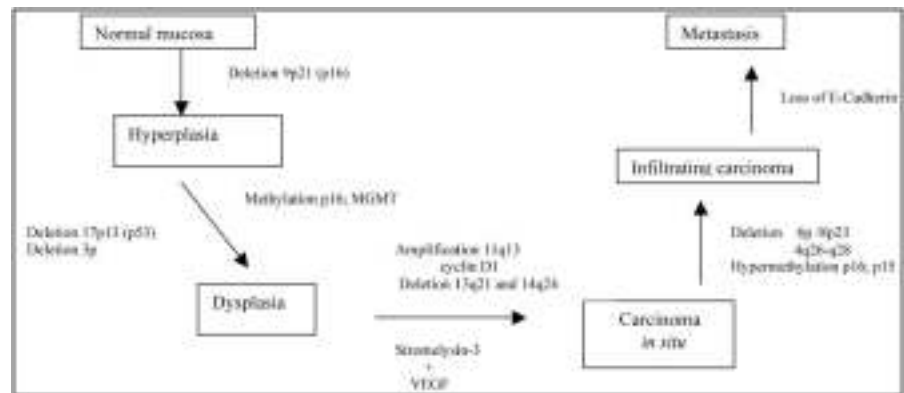 Normal mucosa
Deletion 9p21 (p16)
Hyperplasia
Methylation p16, MGMT
Deletion 17p13 (p53)
Deletion 3p
Dysplasia
Amplification 11q13
cyclin D1
Deletion 13q21 and 14q24
Stromelysin-3
+
VEGF
Carcinoma
in situ
Deletion 6p 8p23
4q26-q28
Hypermethylation p16, p15
Infiltrating carcinoma
Loss of E-Cadherin
Metastasis